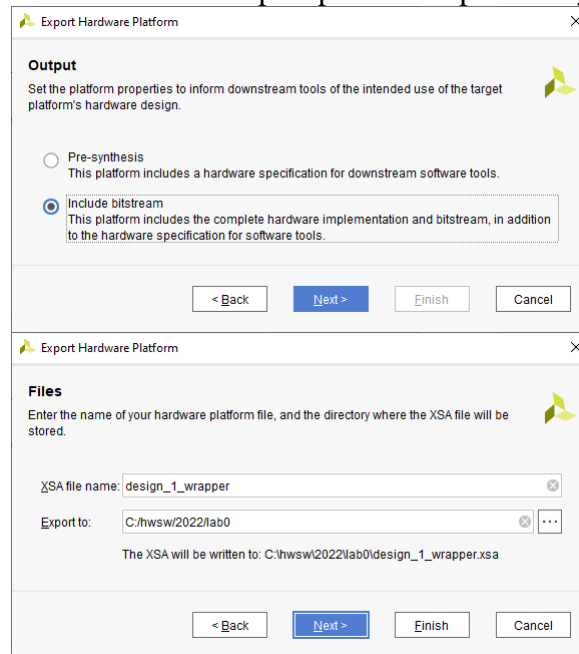 Export Hardware Platform
Output
Set the platform properties to inform downstream tools of the intended use of the target
platform's hardware design.
Pre-synthesis
This platform includes a hardware specification for downstream software tools.
Include bitstream
This platform includes the complete hardware implementation and bitstream, in addition
to the hardware specification for software tools.
< Back Next > Finish Cancel
Export Hardware Platform
Files
Enter the name of your hardware platform file, and the directory where the XSA file will be
stored.
XSA file name: design_1_wrapper
Export to: C:/hwsw/2022/lab0 ...
The XSA will be written to: C:\hwsw\2022\lab0\design_1_wrapper.xsa
< Back Next > Finish Cancel